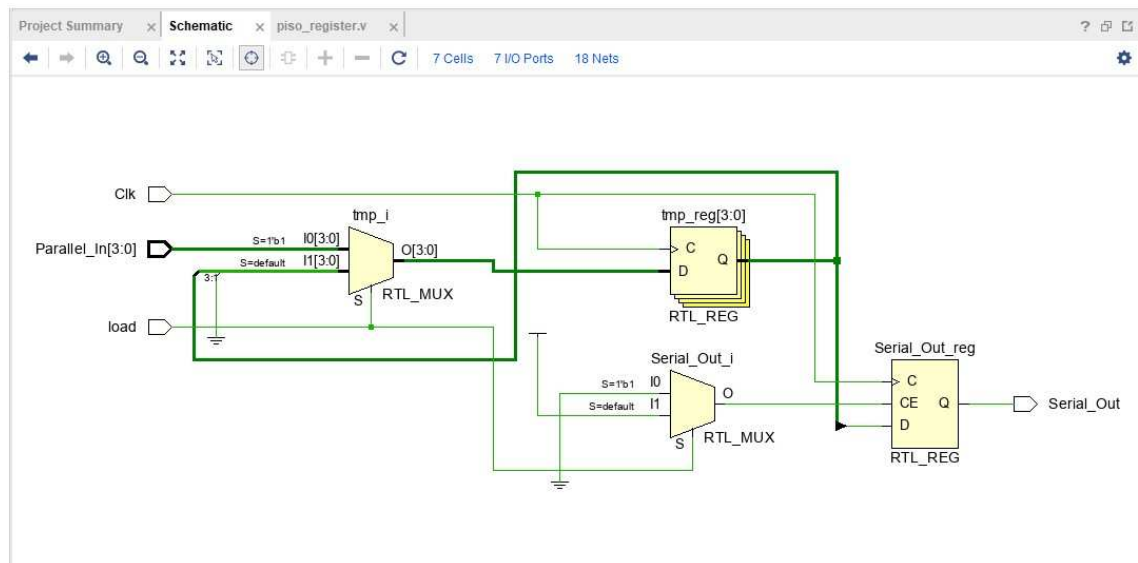 Project Summary × Schematic × piso_register.v × ?
7 Cells 7 I/O Ports 18 Nets
Clk
tmp_i
tmp_reg[3:0]
Parallel_In[3:0]
S=1'b1 I0[3:0]
S=default I1[3:0]
O[3:0]
C
D
Q
3:1
S
RTL_MUX
RTL_REG
load
Serial_Out_i
Serial_Out_reg
S=1'b1 I0
S=default I1
O
S
RTL_MUX
C
CE
D
Q
Serial_Out
RTL_REG